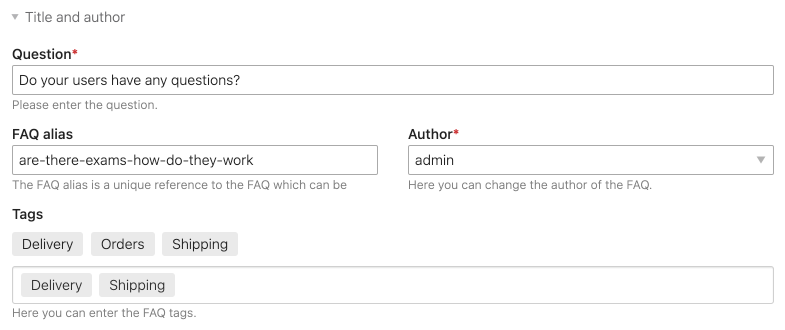 Title and author
Question*
Do your users have any questions?
Please enter the question.
FAQ alias
Author*
are-there-exams-how-do-they-work
admin
The FAQ alias is a unique reference to the FAQ which can be
Here you can change the author of the FAQ.
Tags
Delivery Orders Shipping
Delivery Shipping
Here you can enter the FAQ tags.